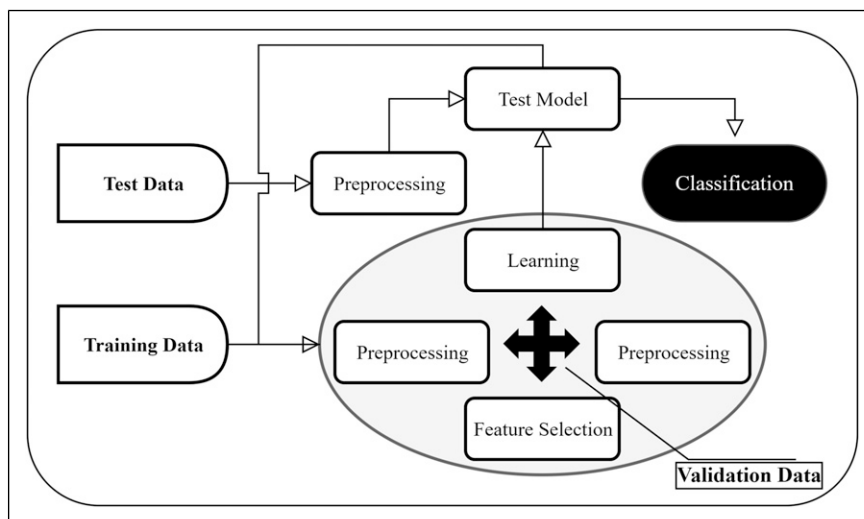 Test Model
Test Data
Preprocessing
Classification
Learning
Training Data
Preprocessing
Preprocessing
Feature Selection
Validation Data